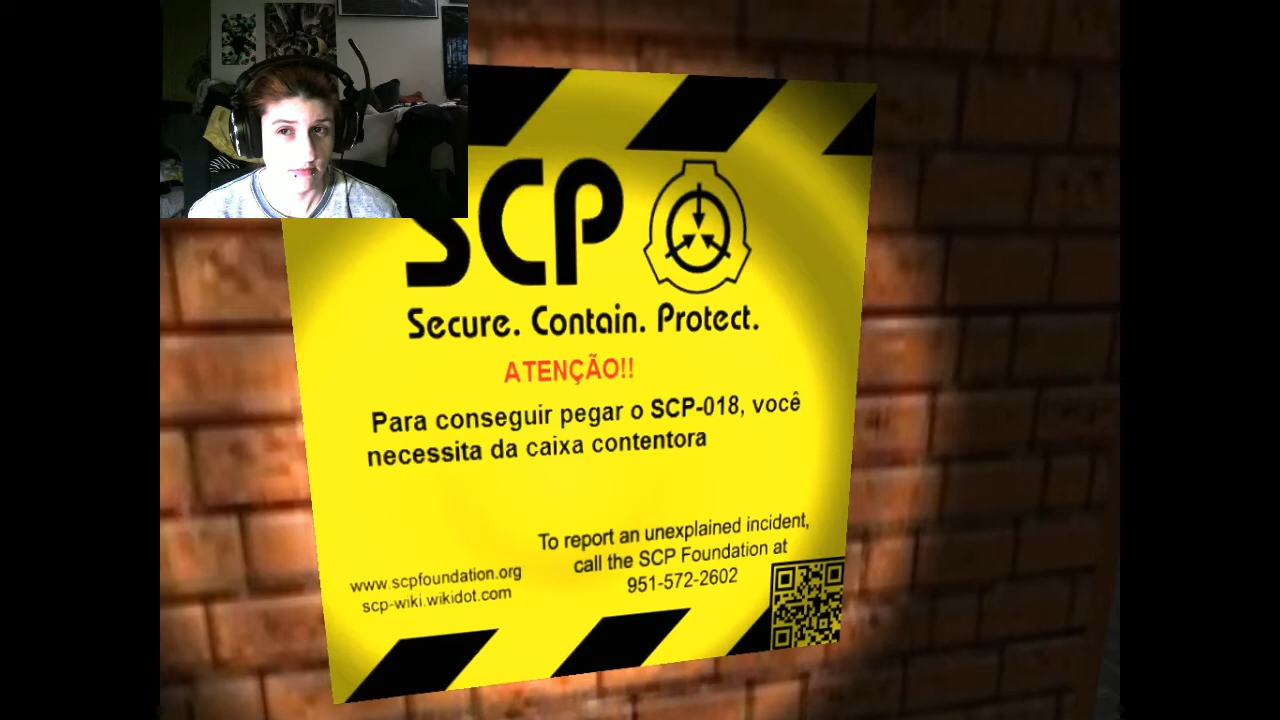 SCP
Secure. Contain. Protect.
ATENÇÃO!!
Para conseguir pegar o SCP-018, você
necessita da caixa contentora
To report an unexplained incident,
call the SCP Foundation at
951-572-2602
www.scpfoundation.org
scp-wiki.wikidot.com